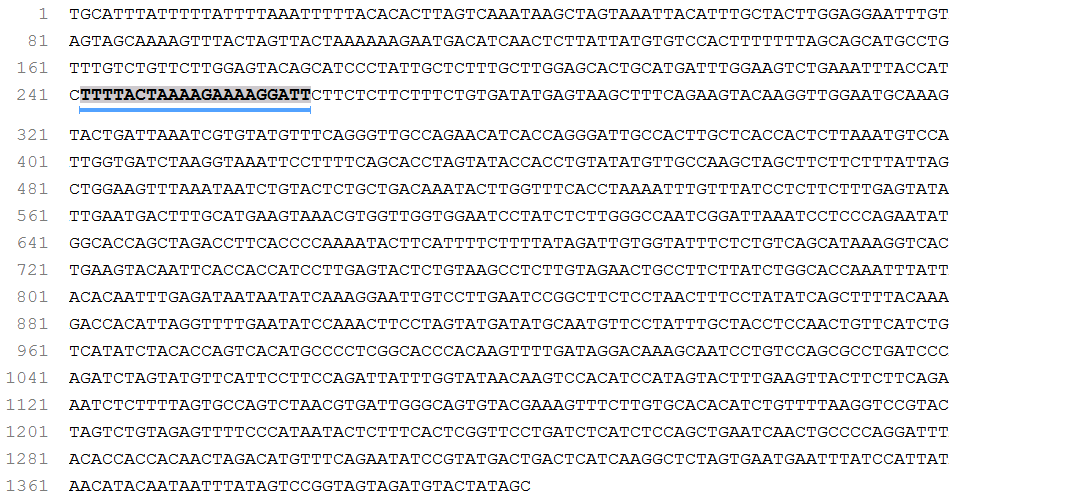 1 TGCATTTATTTTTATTTTAAATTTTTACACACTTAGTCAAATAAGCTAGTAAATTACATTTGCTACTTGGAGGAATTTGT
81 AGTAGCAAAAGTTTACTAGTTACTAAAAAAGAATGACATCAACTCTTATTATGTGTCCACTTTTTTTAGCAGCATGCCTG
161 TTTGTCTGTTCTTGGAGTACAGCATCCCTATTGCTCTTTGCTTGGAGCACTGCATGATTTGGAAGTCTGAAATTTACCAT
241 CTTTTACTAAAAGAAAAGGATTCTTCTCTTCTTTCTGTGATATGAGTAAGCTTTCAGAAGTACAAGGTTGGAATGCAAAG
321 TACTGATTAAATCGTGTATGTTTCAGGGTTGCCAGAACATCACCAGGGATTGCCACTTGCTCACCACTCTTAAATGTCCA
401 TTGGTGATCTAAGGTAAATTCCTTTTCAGCACCTAGTATACCACCTGTATATGTTGCCAAGCTAGCTTCTTCTTTATTAG
481 CTGGAAGTTTAAATAATCTGTACTCTGCTGACAAATACTTGGTTTCACCTAAAATTTGTTTATCCTCTTCTTTGAGTATA
561 TTGAATGACTTTGCATGAAGTAAACGTGGTTGGTGGAATCCTATCTCTTGGGCCAATCGGATTAAATCCTCCCAGAATAT
641 GGCACCAGCTAGACCTTCACCCCAAAATACTTCATTTTCTTTTATAGATTGTGGTATTTCTCTGTCAGCATAAAGGTCAC
721 TGAAGTACAATTCACCACCATCCTTGAGTACTCTGTAAGCCTCTTGTAGAACTGCCTTCTTATCTGGCACCAAATTTATT
801 ACACAATTTGAGATAATAATATCAAAGGAATTGTCCTTGAATCCGGCTTCTCCTAACTTTCCTATATCAGCTTTTACAAA
881 GACCACATTAGGTTTTGAATATCCAAACTTCCTAGTATGATATGCAATGTTCCTATTTGCTACCTCCAACTGTTCATCTG
961 TCATATCTACACCAGTCACATGCCCCTCGGCACCCACAAGTTTTGATAGGACAAAGCAATCCTGTCCAGCGCCTGATCCC
1041 AGATCTAGTATGTTCATTCCTTCCAGATTATTTGGTATAACAAGTCCACATCCATAGTACTTTGAAGTTACTTCTTCAGA
1121 AATCTCTTTTAGTGCCAGTCTAACGTGATTGGGCAGTGTACGAAAGTTTCTTGTGCACACATCTGTTTTAAGGTCCGTAC
1201 TAGTCTGTAGAGTTTTCCCATAATACTCTTTCACTCGGTTCCTGATCTCATCTCCAGCTGAATCAACTGCCCCAGGATTT
1281 ACACCACCACAACTAGACATGTTTCAGAATATCCGTATGACTGACTCATCAAGGCTCTAGTGAATGAATTTATCCATTAT
1361 AACATACAATAATTTATAGTCCGGTAGTAGATGTACTATAGC